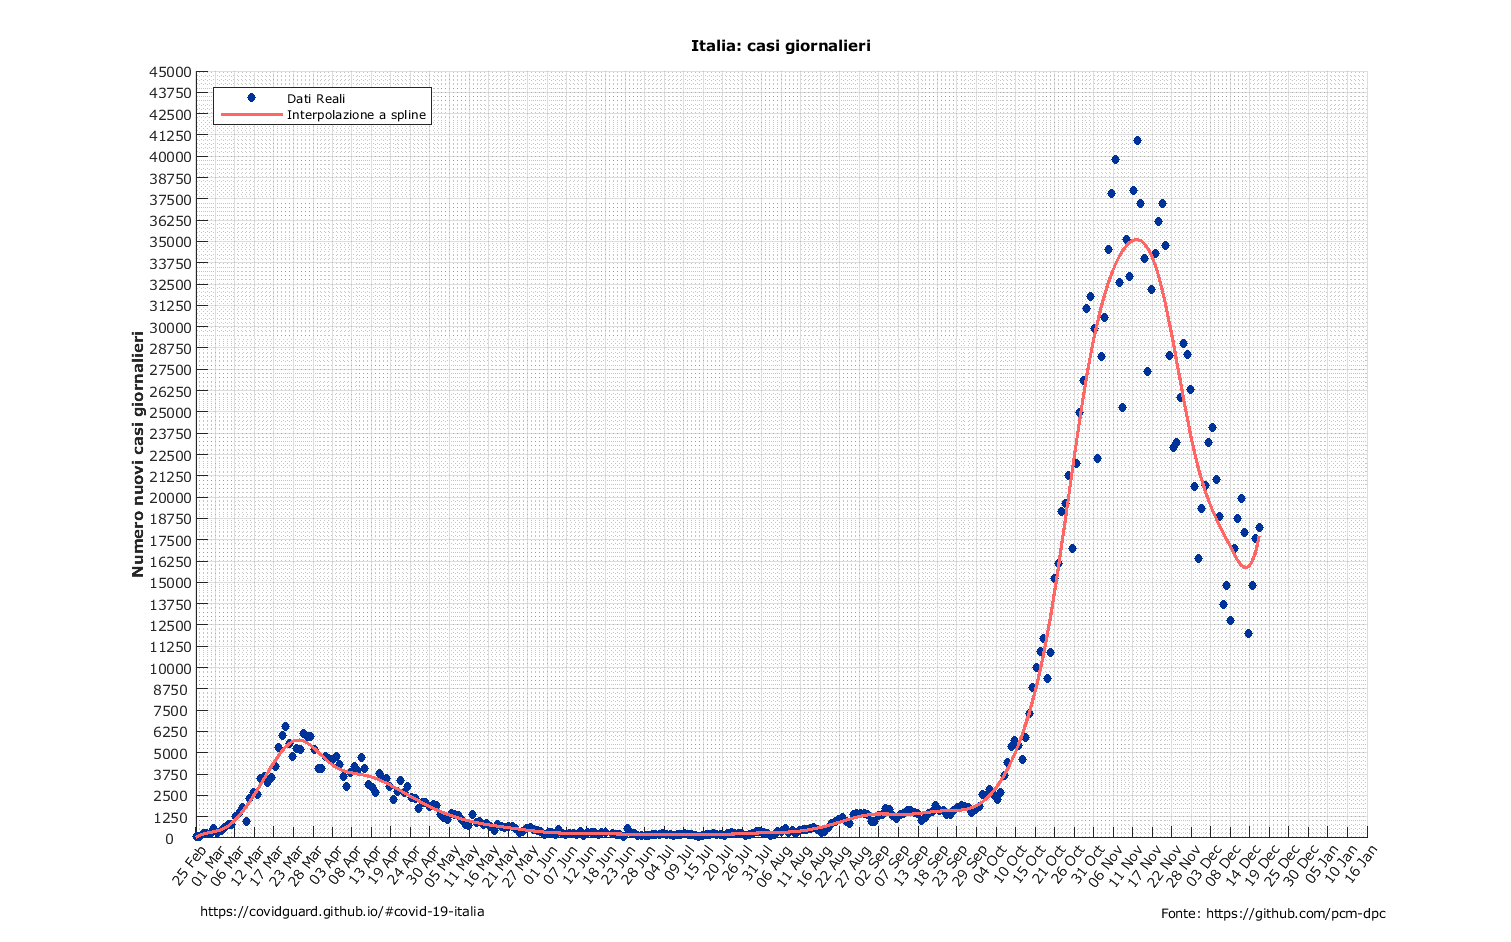 Italia: casi giornalieri
45000
43750
42500
41250
40000
38750
37500
36250
35000
33750
32500
31250
30000
28750
27500
26250
25000
23750
22500
21250
20000
18750
17500
16250
15000
13750
12500
11250
10000
8750
7500
6250
5000
3750
2500
1250
0
Dati Reali
Interpolazione a spline
Numero nuovi casi giornalieri
25 Feb
01 Mar
06 Mar
12 Mar
17 Mar
23 Mar
28 Mar
03 Apr
08 Apr
13 Apr
19 Apr
24 Apr
30 Apr
05 May
11 May
16 May
21 May
27 May
01 Jun
07 Jun
12 Jun
18 Jun
23 Jun
28 Jun
04 Jul
09 Jul
15 Jul
20 Jul
26 Jul
31 Jul
06 Aug
11 Aug
16 Aug
22 Aug
27 Aug
02 Sep
07 Sep
13 Sep
18 Sep
23 Sep
29 Oct
04 Oct
10 Oct
15 Oct
21 Oct
26 Oct
31 Nov
06 Nov
11 Nov
17 Nov
22 Nov
28 Nov
03 Dec
08 Dec
14 Dec
19 Dec
25 Dec
30 Dec
05 Jan
10 Jan
16 Jan
https://covidguard.github.io/#covid-19-italia
Fonte: https://github.com/pcm-dpc